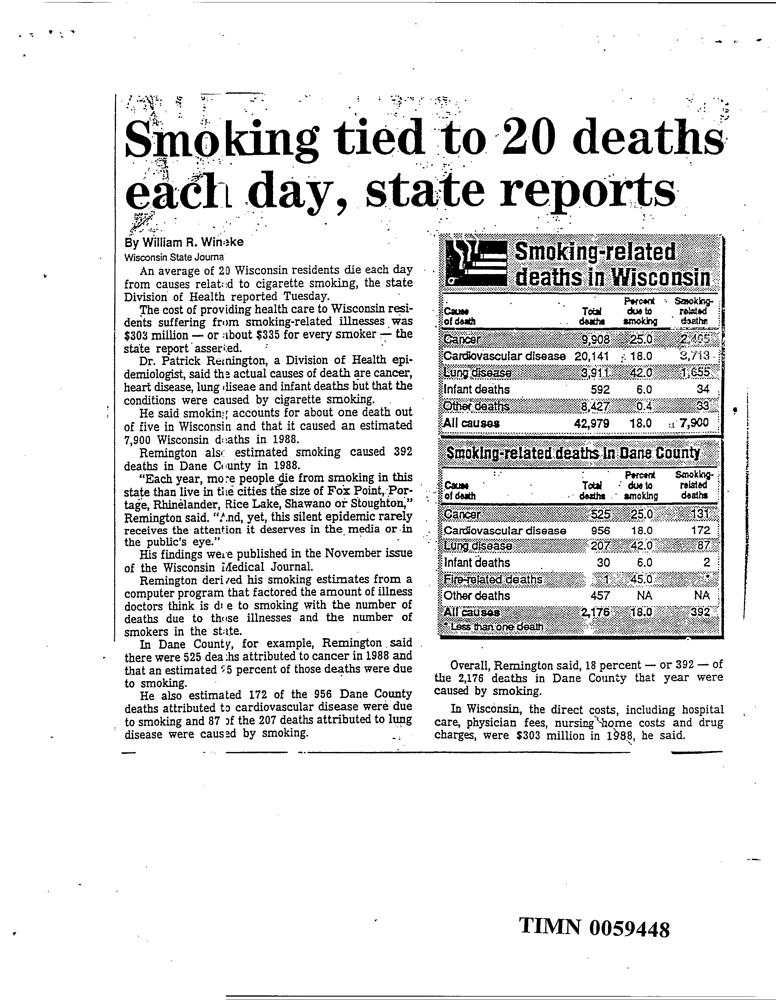 Smoking tied to 20 deaths
each day, state reports
By William R. Wineke
Wisconsin State Journa
An average of 20 Wisconsin residents die each day
from causes related to cigarette smoking, the state
Division of Health reported Tuesday.
The cost of providing health care to Wisconsin resi-
dents suffering from smoking-related illnesses was
$303 million — or about $335 for every smoker — the
state report asserted.
Dr. Patrick Remington, a Division of Health epi-
demiologist, said the actual causes of death are cancer,
heart disease, lung disease and infant deaths but that the
conditions were caused by cigarette smoking.
He said smoking accounts for about one death out
of five in Wisconsin and that it caused an estimated
7,900 Wisconsin deaths in 1988.
Remington also estimated smoking caused 392
deaths in Dane County in 1988.
"Each year, more people die from smoking in this
state than live in the cities the size of Fox Point, Por-
tage, Rhinelander, Rice Lake, Shawano or Stoughton,"
Remington said. "And, yet, this silent epidemic rarely
receives the attention it deserves in the media or in
the public's eye."
His findings were published in the November issue
of the Wisconsin Medical Journal.
Remington derived his smoking estimates from a
computer program that factored the amount of illness
doctors think is due to smoking with the number of
deaths due to those illnesses and the number of
smokers in the state.
In Dane County, for example, Remington said
there were 525 deaths attributed to cancer in 1988 and
that an estimated 25 percent of those deaths were due
to smoking.
He also estimated 172 of the 956 Dane County
deaths attributed to cardiovascular disease were due
to smoking and 87 of the 207 deaths attributed to lung
disease were caused by smoking.
Smoking-related
deaths in Wisconsin
Cause of death Total deaths Percent due to smoking Smoking-related deaths
Cancer 9,908 25.0 2,465
Cardiovascular disease 20,141 18.0 3,713
Lung disease 3,911 42.0 1,655
Infant deaths 592 6.0 34
Other deaths 8,427 0.4 33
All causes 42,979 18.0 7,900
Smoking-related deaths in Dane County
Cause of death Total deaths Percent due to smoking Smoking-related deaths
Cancer 525 25.0 131
Cardiovascular disease 956 18.0 172
Lung disease 207 42.0 87
Infant deaths 30 6.0 2
Fire-related deaths 1 45.0 *
Other deaths 457 NA NA
All causes 2,176 18.0 392
* Less than one death
Overall, Remington said, 18 percent — or 392 — of
the 2,176 deaths in Dane County that year were
caused by smoking.
In Wisconsin, the direct costs, including hospital
care, physician fees, nursing home costs and drug
charges, were $303 million in 1988, he said.
TIMN 0059448